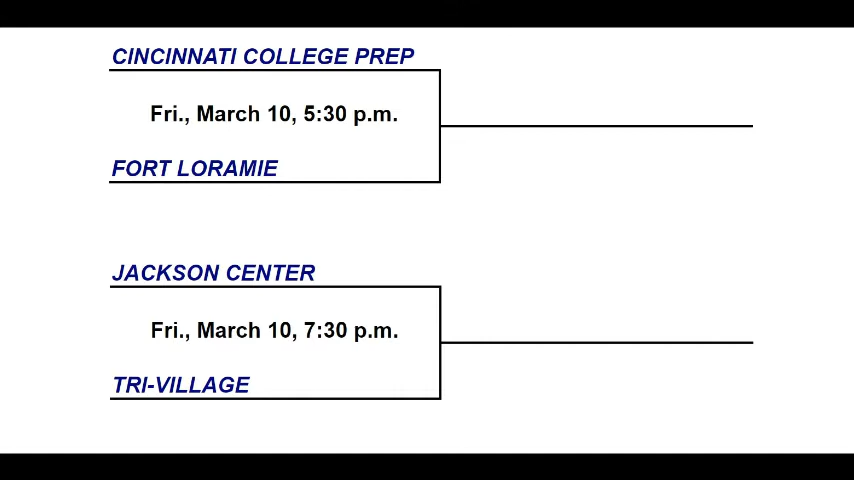 CINCINNATI COLLEGE PREP
Fri., March 10, 5:30 p.m.
FORT LORAMIE
JACKSON CENTER
Fri., March 10, 7:30 p.m.
TRI-VILLAGE